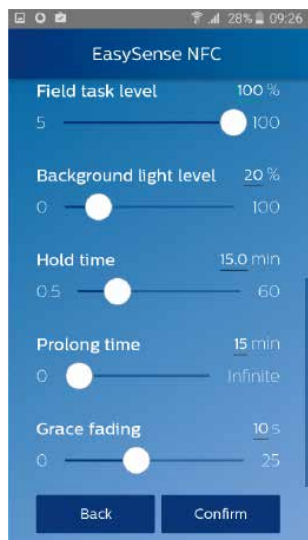 28% 09:26
EasySense NFC
Field task level 100 %
5 100
Background light level 20 %
0 100
Hold time 15.0 min
0.5 60
Prolong time 15 min
0 Infinite
Grace fading 10 s
0 25
Back Confirm